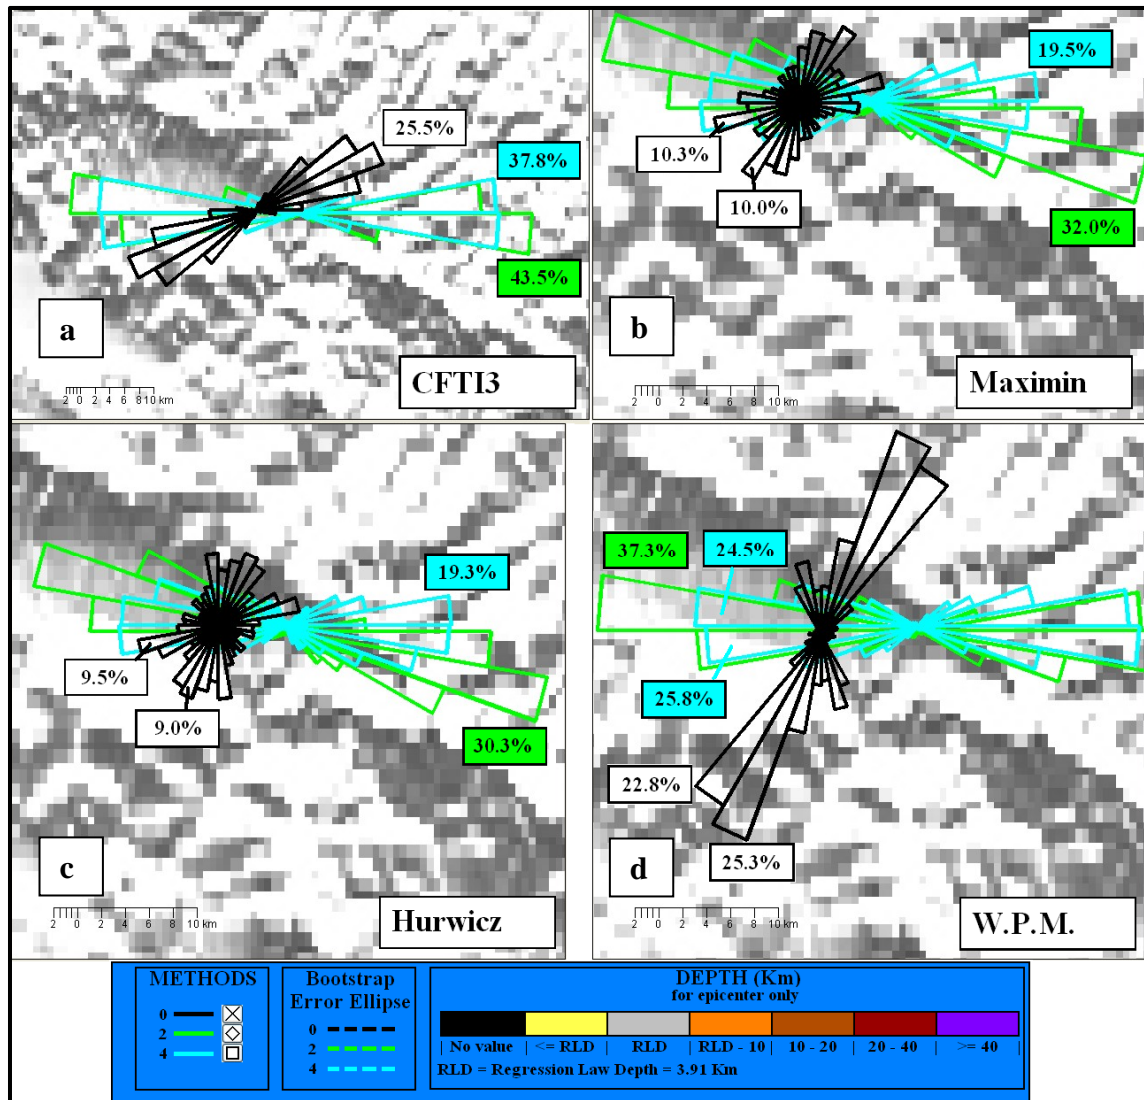 25.5%
37.8%
43.5%
a
CFTI3
2 0 2 4 6 8 10 km
19.5%
10.3%
10.0%
32.0%
b
Maximin
2 0 2 4 6 8 10 km
19.3%
9.5%
9.0%
30.3%
c
Hurwicz
2 0 2 4 6 8 10 km
37.3%
24.5%
25.8%
22.8%
25.3%
d
W.P.M.
2 0 2 4 6 8 10 km
METHODS
0
2
4
Bootstrap
Error Ellipse
0
2
4
DEPTH (Km)
for epicenter only
| No value | <= RLD | RLD | RLD - 10 | 10 - 20 | 20 - 40 | >= 40 |
RLD = Regression Law Depth = 3.91 Km